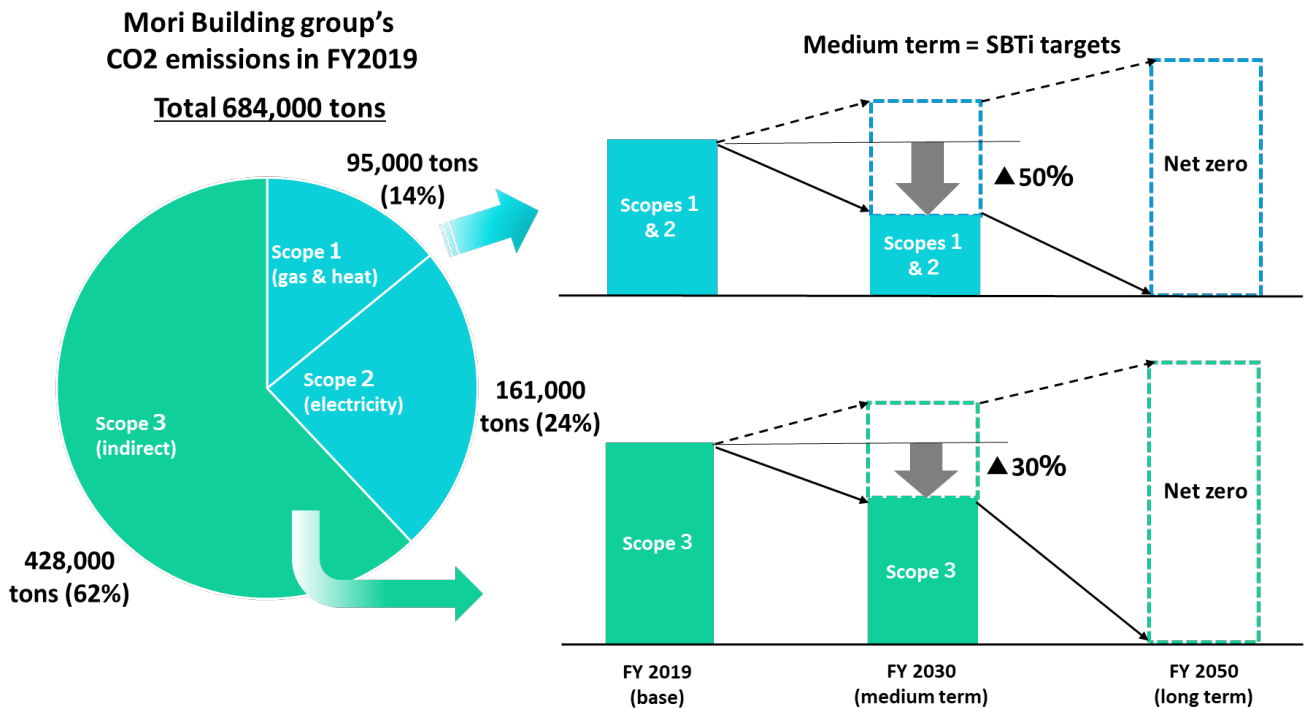 Mori Building group's
CO2 emissions in FY2019
Total 684,000 tons
95,000 tons
(14%)
Scope 1
(gas & heat)
Scope 2
(electricity)
161,000
tons (24%)
Scope 3
(indirect)
428,000
tons (62%)
Medium term = SBTi targets
Scopes 1
& 2
▲50%
Scopes 1
& 2
Net zero
Scope 3
▲30%
Scope 3
Net zero
FY 2019
(base)
FY 2030
(medium term)
FY 2050
(long term)